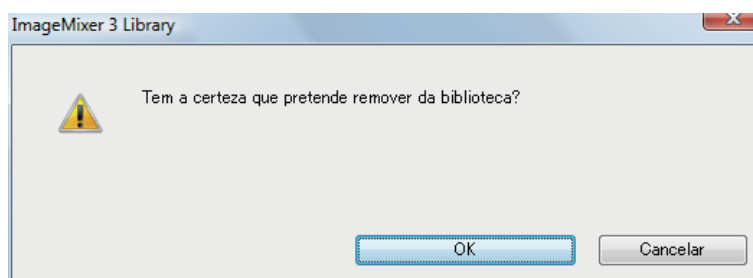 ImageMixer 3 Library
Tem a certeza que pretende remover da biblioteca?
OK
Cancelar